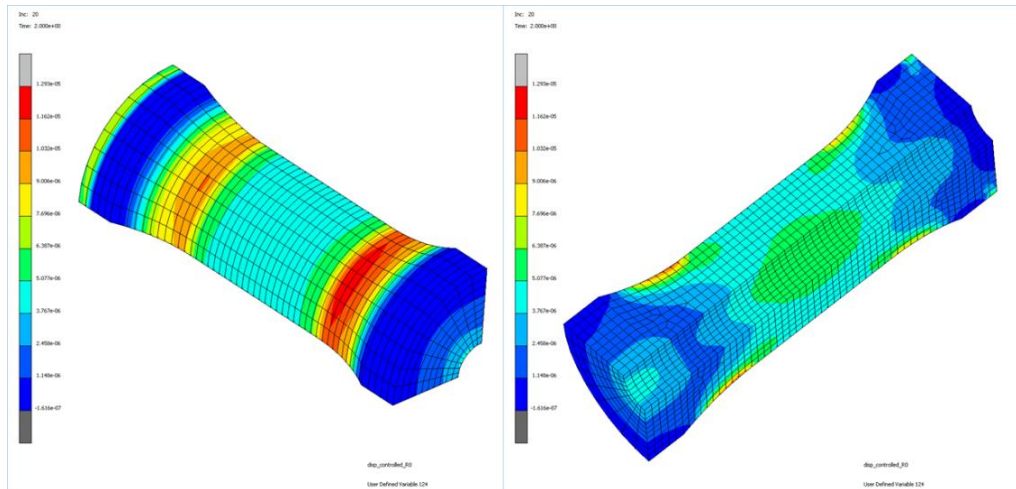 Inc: 20
Time: 2.000e+00
1.293e-05
1.162e-05
1.032e-05
9.006e-06
7.696e-06
6.387e-06
5.077e-06
3.767e-06
2.458e-06
1.148e-06
-1.616e-07
disp_controlled_R0
User Defined Variable 124
Inc: 20
Time: 2.000e+00
1.293e-05
1.162e-05
1.032e-05
9.006e-06
7.696e-06
6.387e-06
5.077e-06
3.767e-06
2.458e-06
1.148e-06
-1.616e-07
disp_controlled_R0
User Defined Variable 124